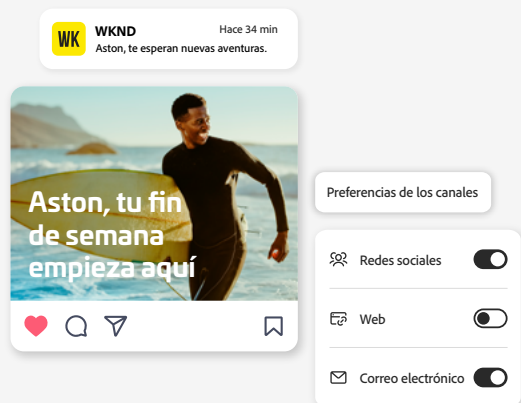 WK
WKND
Hace 34 min
Aston, te esperan nuevas aventuras.
Aston, tu fin
de semana
empieza aquí
Preferencias de los canales
Redes sociales
Web
Correo electrónico